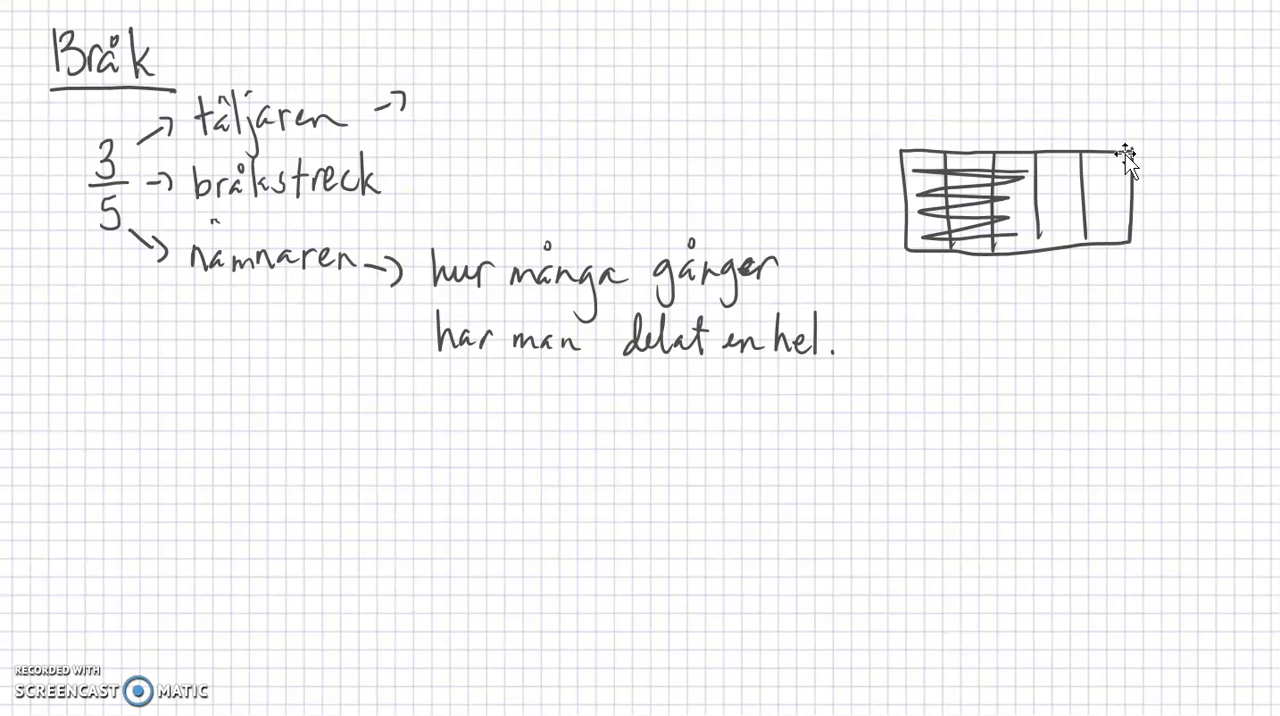 Bråk
täljaren →
3
5
→ bråkstreck
nämnaren → hur många gånger
har man delat en hel.
RECORDED WITH
SCREENCAST MATIC